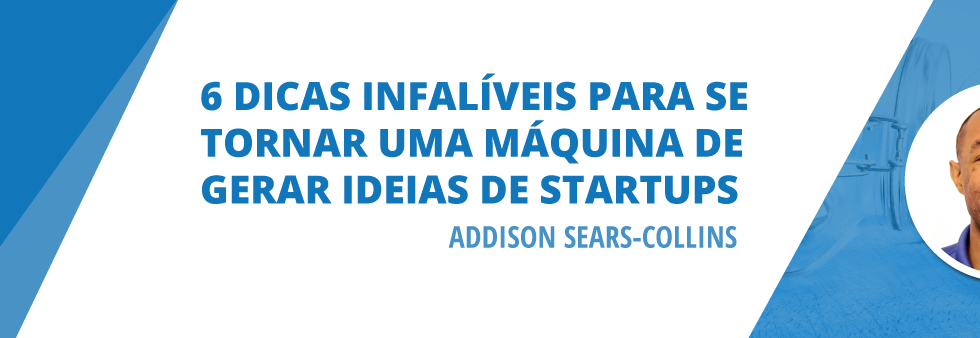 6 DICAS INFALÍVEIS PARA SE
TORNAR UMA MÁQUINA DE
GERAR IDEIAS DE STARTUPS
ADDISON SEARS-COLLINS